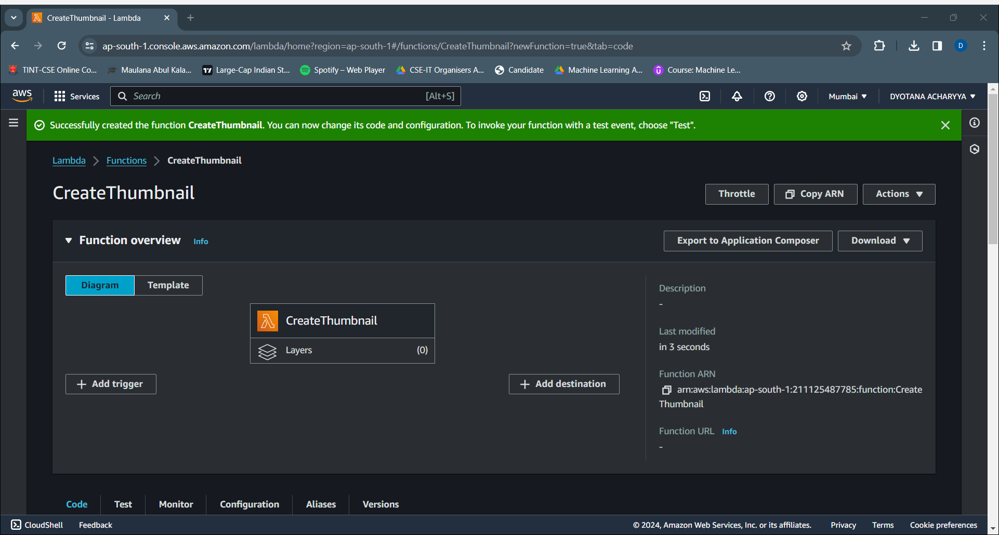 CreateThumbnail - Lambda
ap-south-1.console.aws.amazon.com/lambda/home?region=ap-south-1#/functions/CreateThumbnail?newFunction=true&tab=code
D
TINT-CSE Online Co... Maulana Abul Kala... Large-Cap Indian St... Spotify – Web Player CSE-IT Organisers A... Candidate Machine Learning A... Course: Machine Le...
aws Services Search [Alt+S] Mumbai DYOTANA ACHARYYA
Successfully created the function CreateThumbnail. You can now change its code and configuration. To invoke your function with a test event, choose "Test".
Lambda Functions CreateThumbnail
CreateThumbnail
Throttle Copy ARN Actions
Function overview Info
Export to Application Composer Download
Diagram Template
CreateThumbnail
Layers (0)
Add trigger
Add destination
Description
-
Last modified
in 3 seconds
Function ARN
arn:aws:lambda:ap-south-1:211125487785:function:Create
Thumbnail
Function URL Info
-
Code Test Monitor Configuration Aliases Versions
CloudShell Feedback © 2024, Amazon Web Services, Inc. or its affiliates. Privacy Terms Cookie preferences